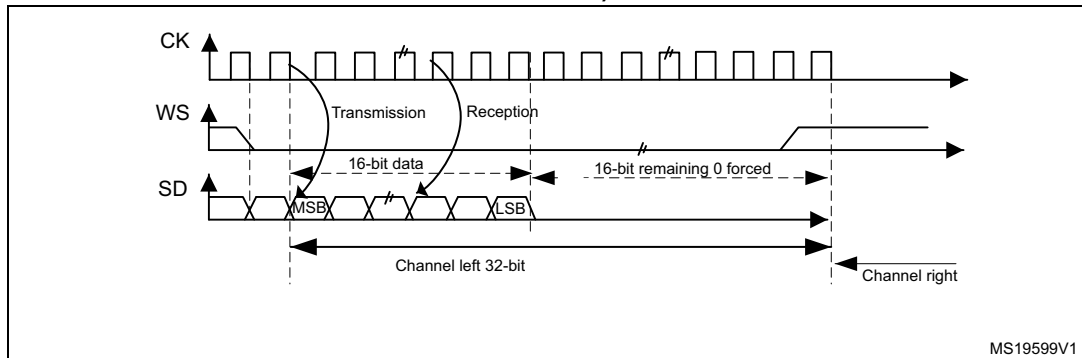 CK
Transmission
Reception
WS
16-bit data
16-bit remaining 0 forced
SD
MSB
LSB
Channel left 32-bit
Channel right
MS19599V1